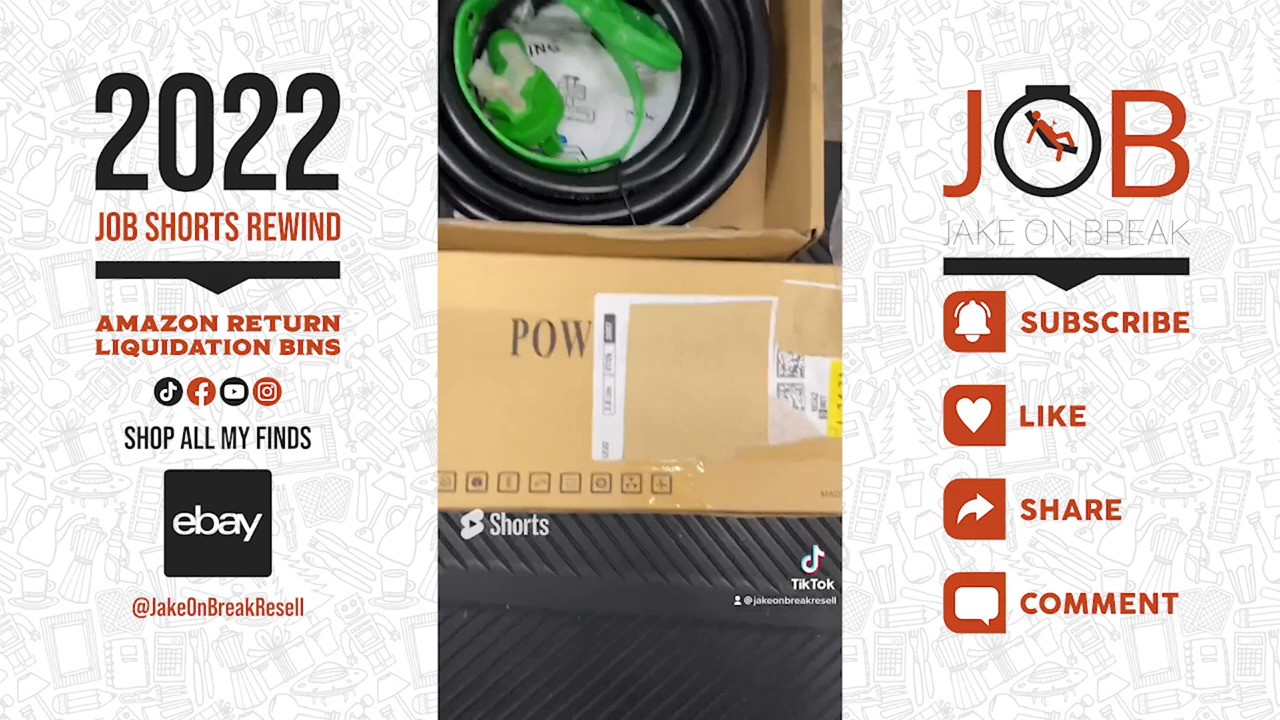 2022
JOB SHORTS REWIND
AMAZON RETURN
LIQUIDATION BINS
SHOP ALL MY FINDS
ebay
@JakeOnBreakResell
POW
Shorts
TikTok
@jakeonbreakresell
JOB
JAKE ON BREAK
SUBSCRIBE
LIKE
SHARE
COMMENT